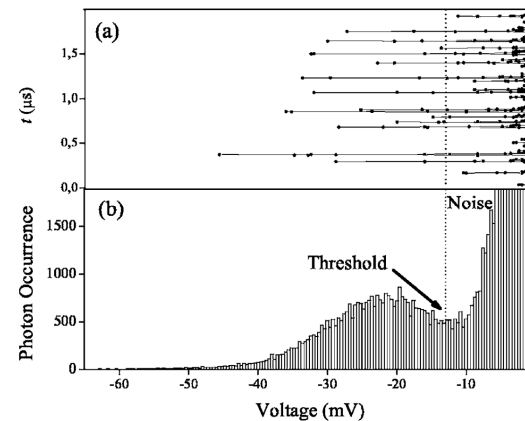 (a)
1,5
1,0
0,5
0,0
t (μs)
(b)
Noise
Threshold
1500
1000
500
0
Photon Occurrence
-60 -50 -40 -30 -20 -10
Voltage (mV)